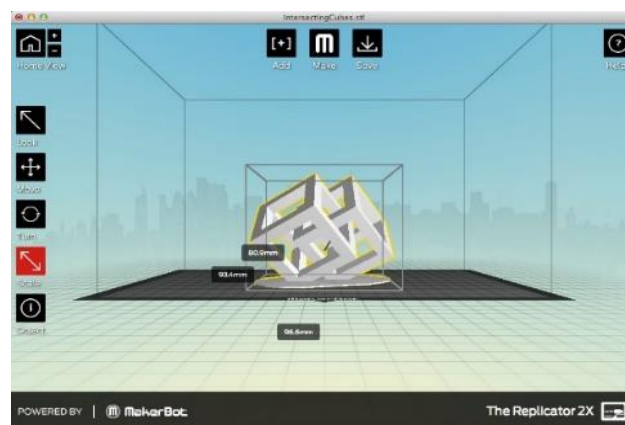 IntersectingCubes.stl
Home View
+
-
[+]
Add
M
Make
Save
?
Help
Look
Move
Turn
Scale
Object
80.9mm
93.4mm
96.6mm
POWERED BY | MakerBot
The Replicator 2X